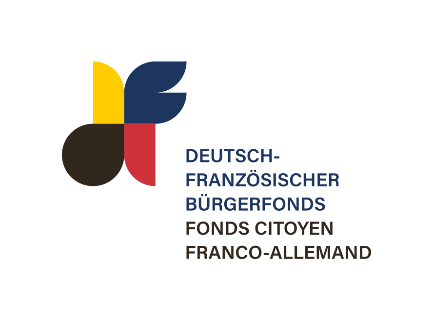 DEUTSCH-
FRANZÖSISCHER
BÜRGERFONDS
FONDS CITOYEN
FRANCO-ALLEMAND